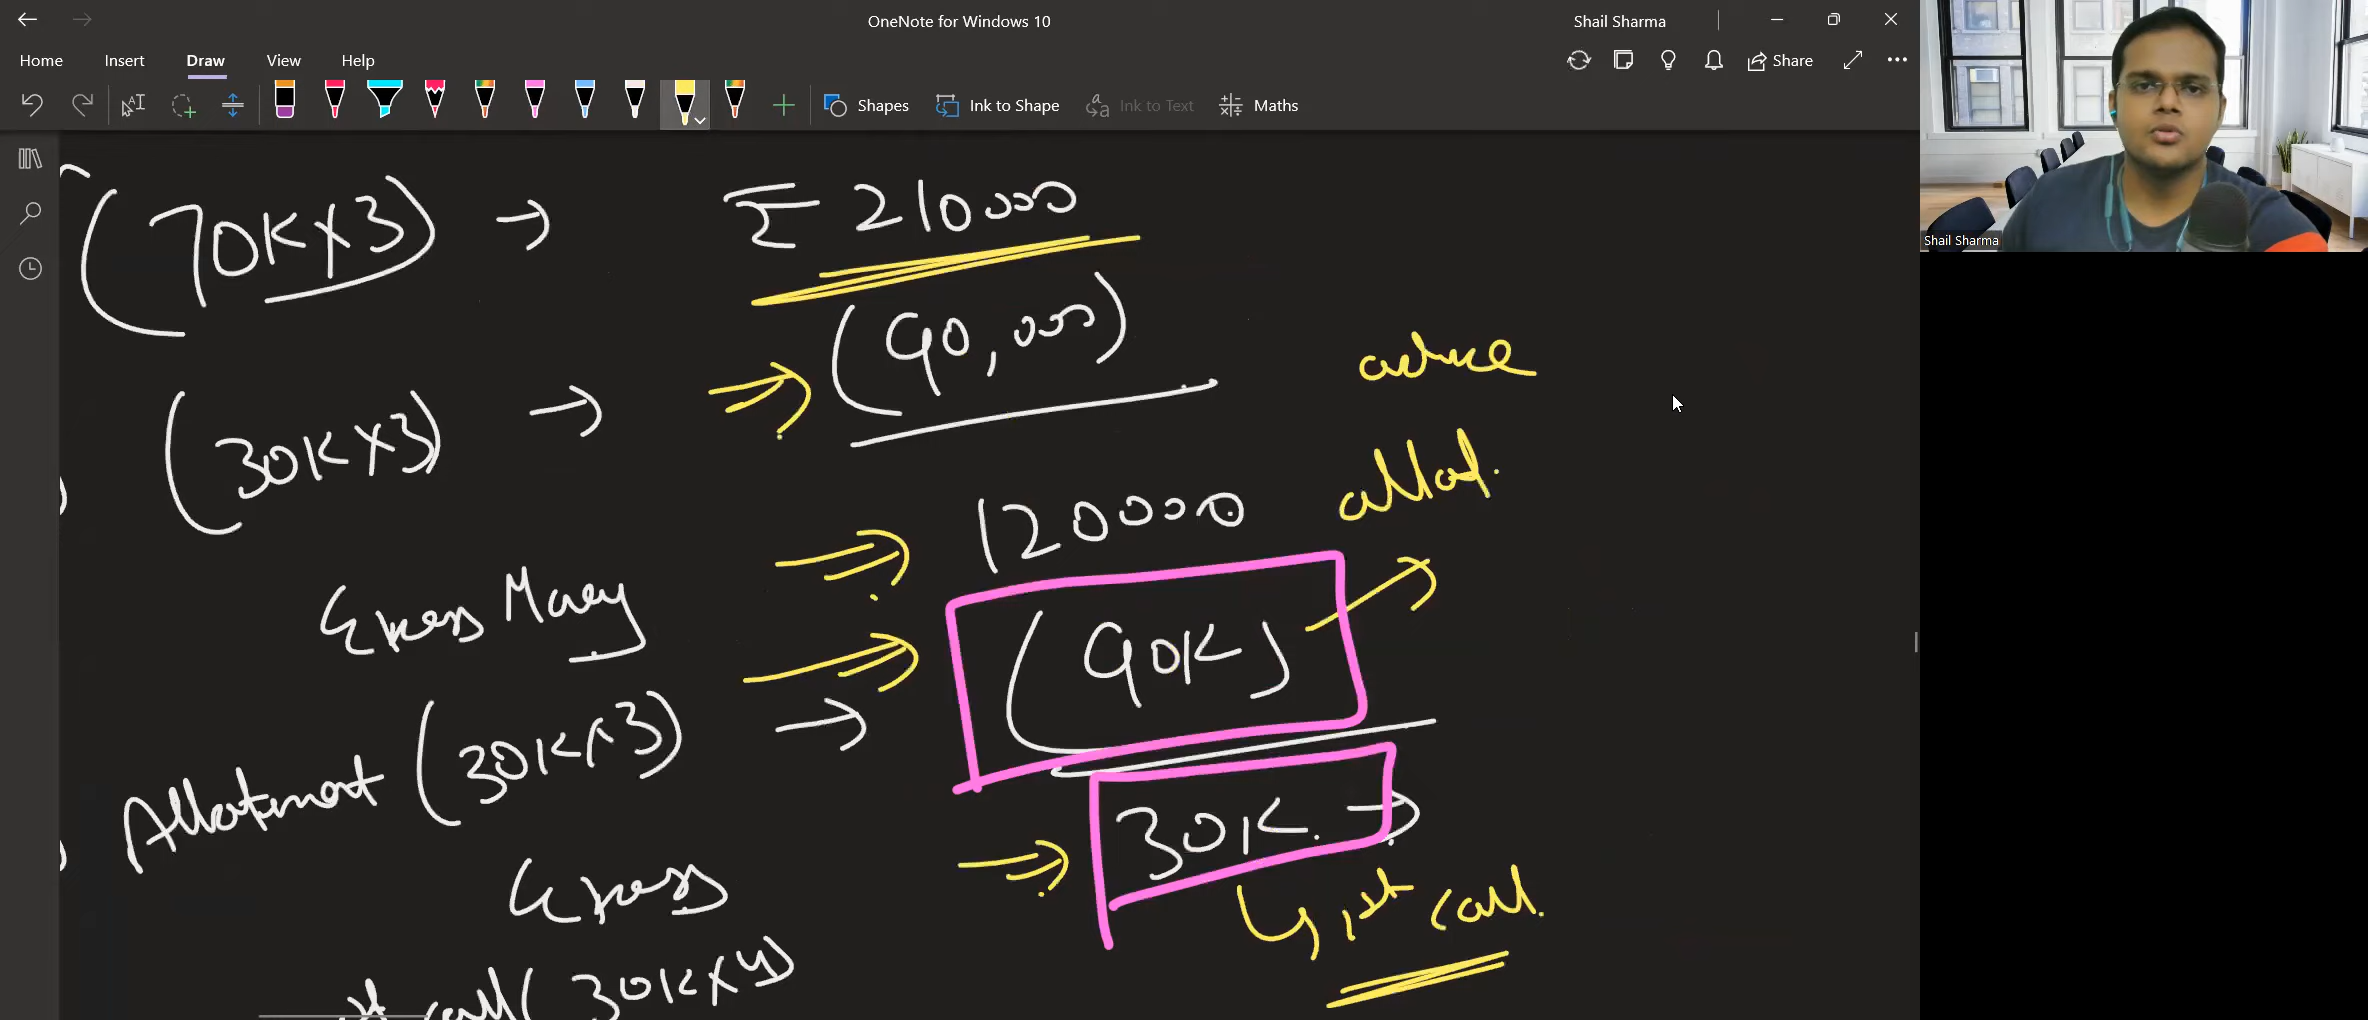 OneNote for Windows 10
Shail Sharma
Home Insert Draw View Help
Share
Shapes Ink to Shape Ink to Text Maths
Shail Sharma
(70K×3) → ₹ 210000
(90,000)
(30K×3) →
allot.
120000
Excess Money
(90K)
Allotment (30K×3) →
30K. →
Excess
1st call.
call (30K×4)